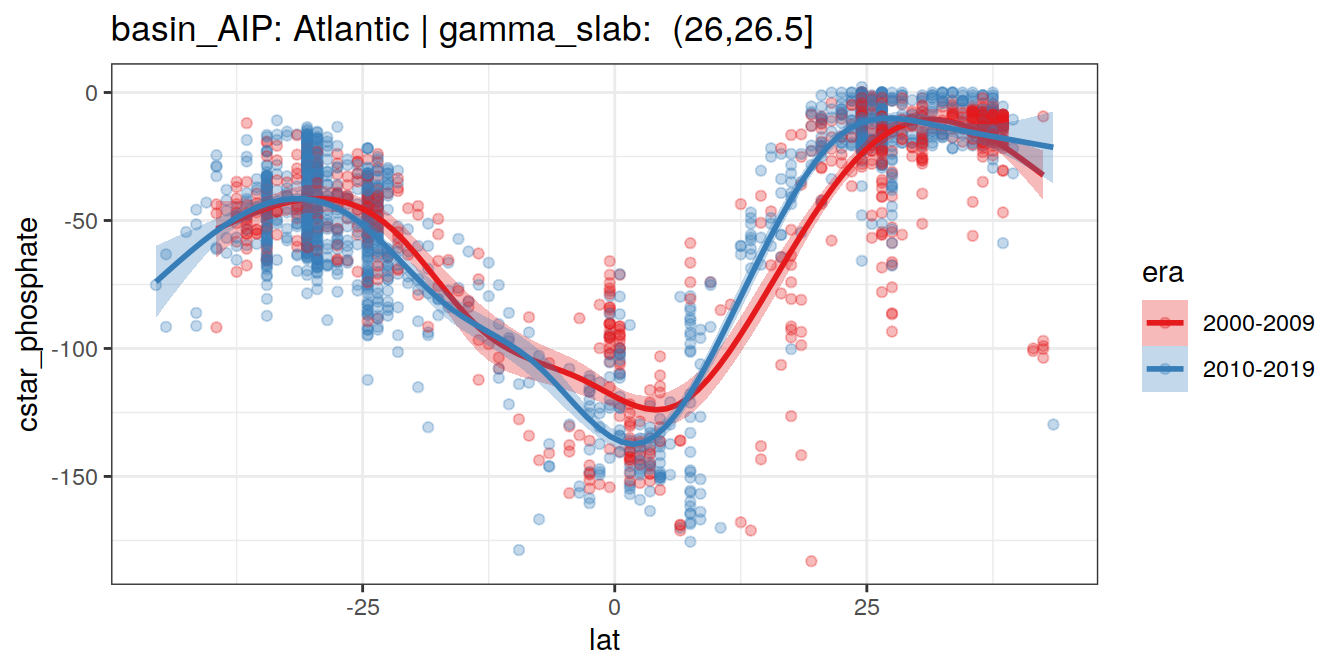 basin_AIP: Atlantic | gamma_slab:  (26,26.5]
0
-50
-100
-150
cstar_phosphate
-25
0
25
lat
era
2000-2009
2010-2019